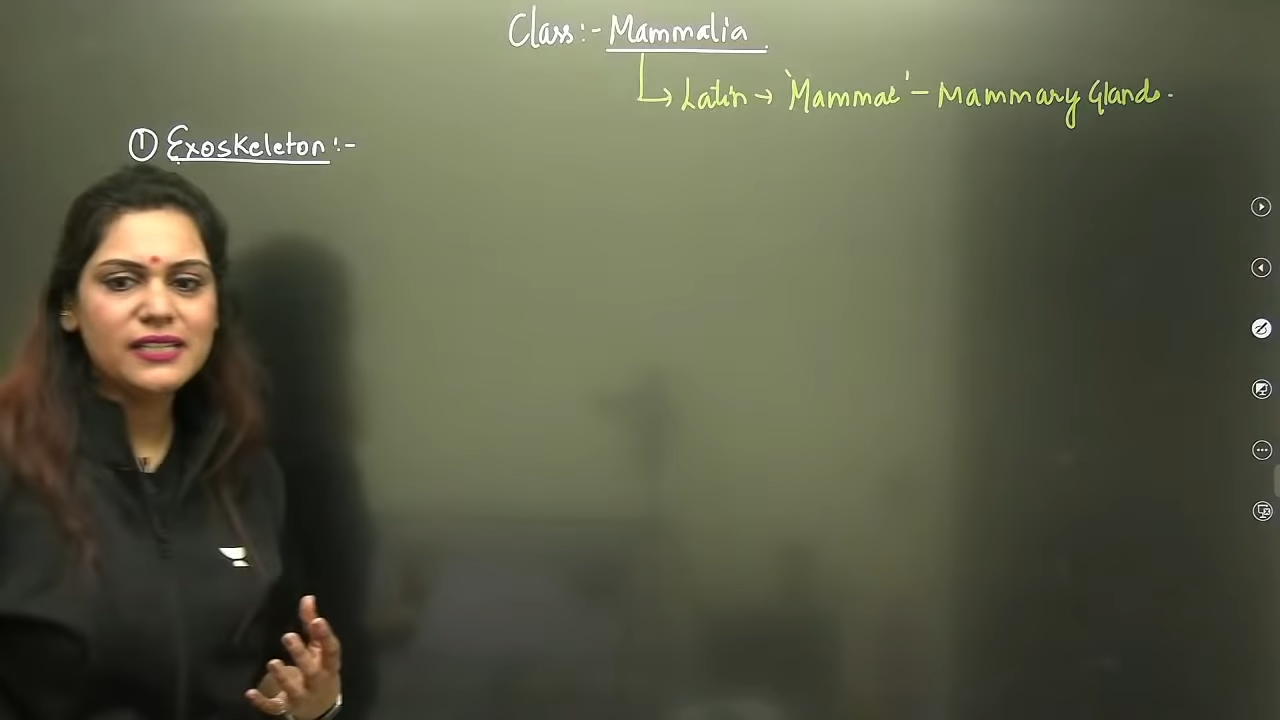 Class:- Mammalia
Latin → 'Mammae' - Mammary Glands.
① Exoskeleton:-